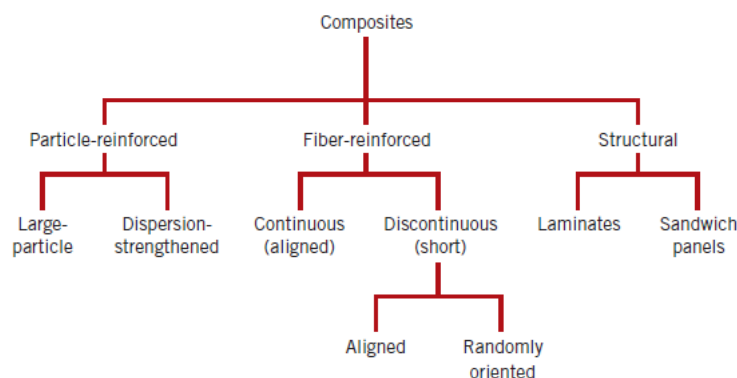 Composites
Particle-reinforced
Fiber-reinforced
Structural
Large-
particle
Dispersion-
strengthened
Continuous
(aligned)
Discontinuous
(short)
Laminates
Sandwich
panels
Aligned
Randomly
oriented